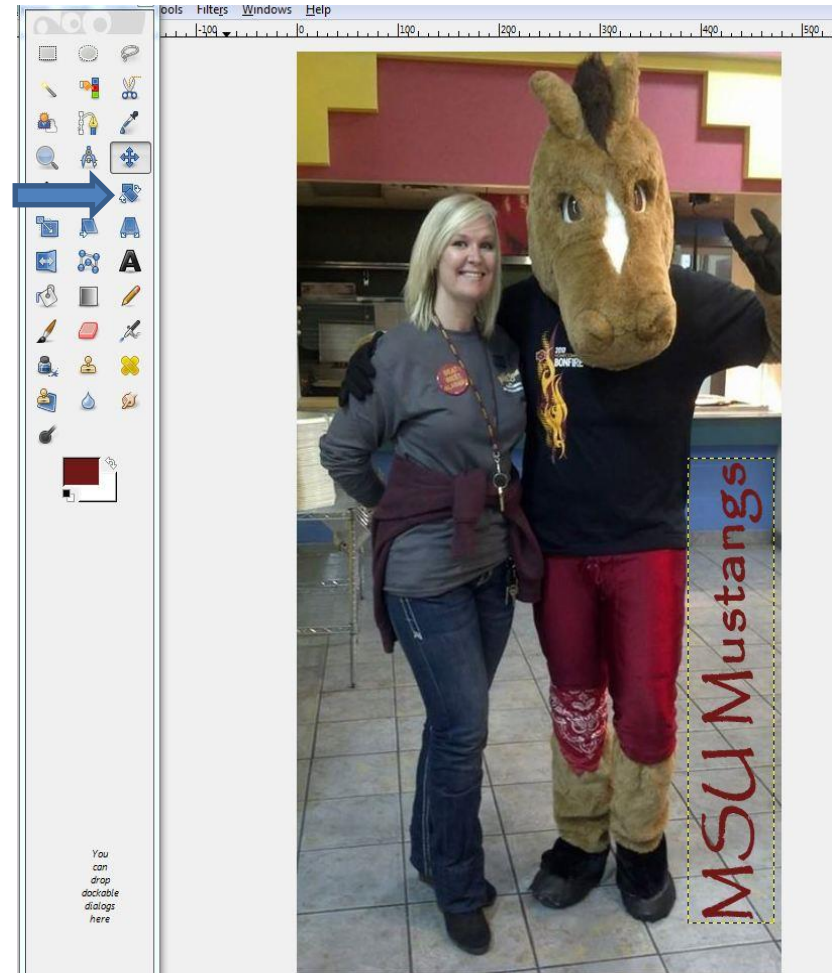 ools Filters Windows Help
-100 0 100 200 300 400 500
BONFIRE
MSU Mustangs
You
can
drop
dockable
dialogs
here